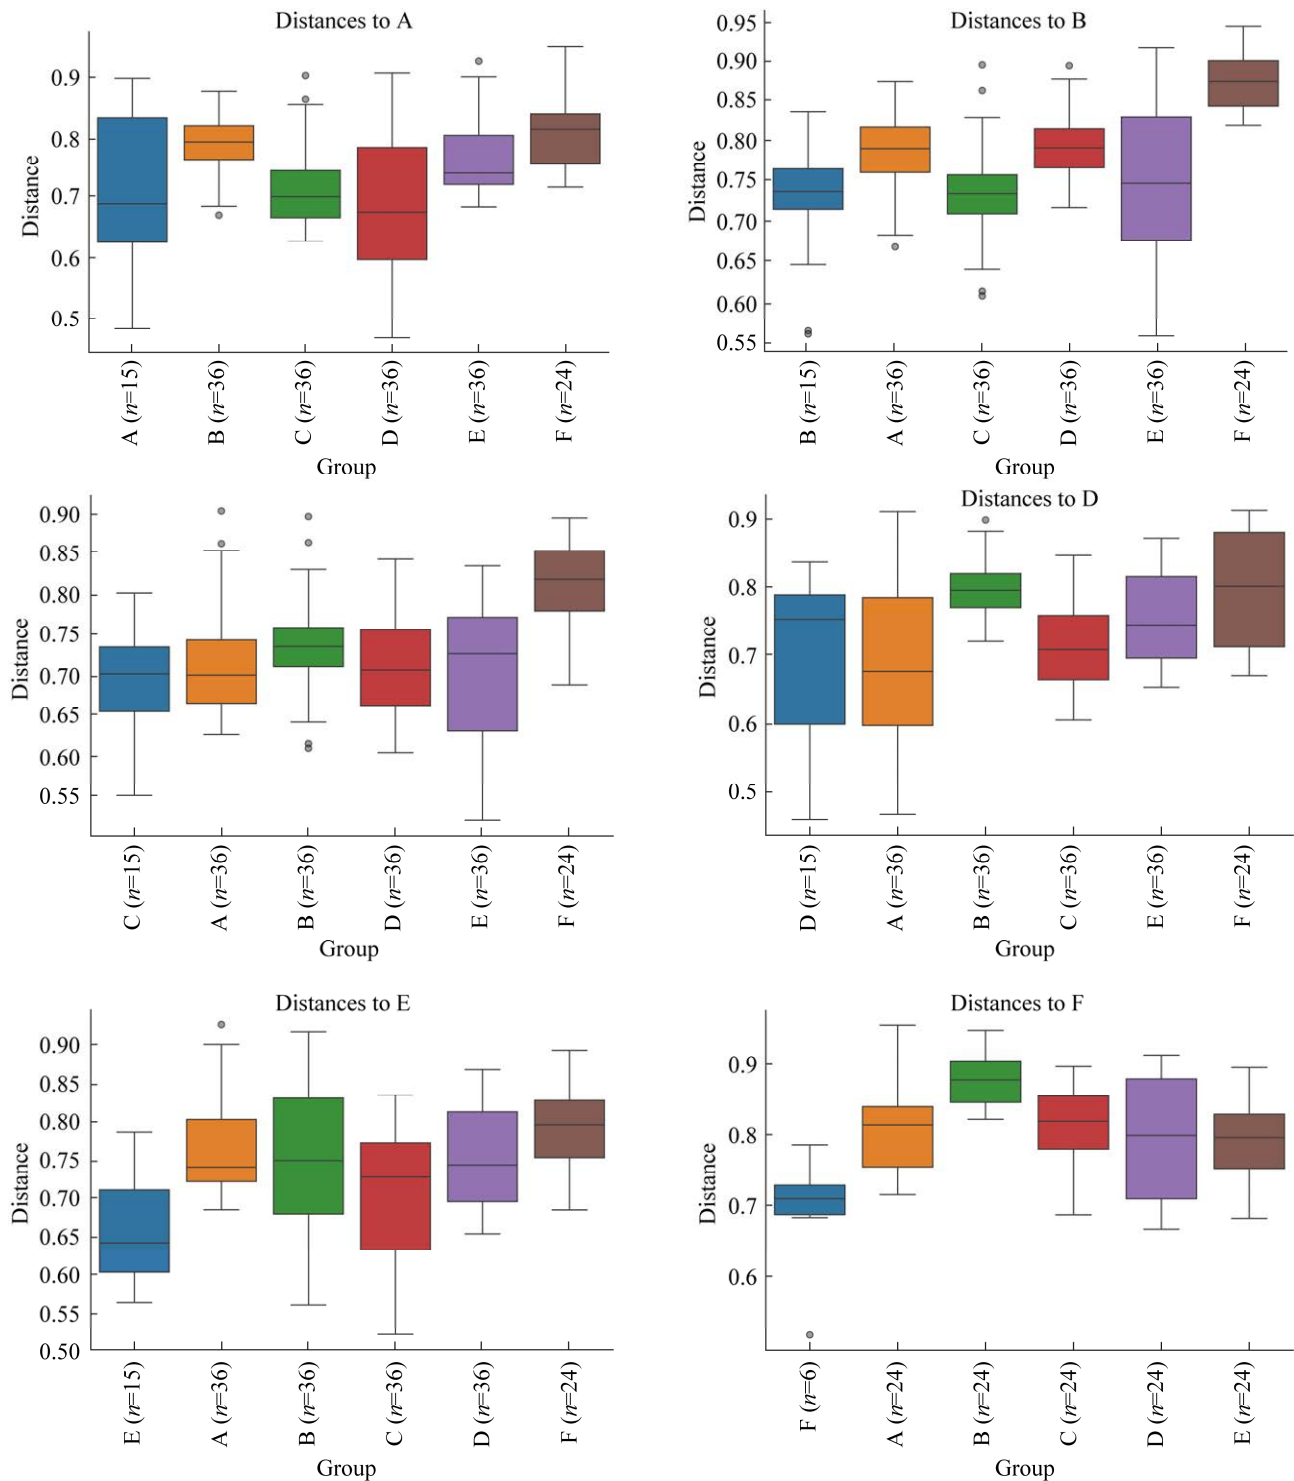 Distances to A
Distance
0.9
0.8
0.7
0.6
0.5
A (n=15)
B (n=36)
C (n=36)
D (n=36)
E (n=36)
F (n=24)
Group
Distances to B
Distance
0.95
0.90
0.85
0.80
0.75
0.70
0.65
0.60
0.55
B (n=15)
A (n=36)
C (n=36)
D (n=36)
E (n=36)
F (n=24)
Group
Distance
0.90
0.85
0.80
0.75
0.70
0.65
0.60
0.55
C (n=15)
A (n=36)
B (n=36)
D (n=36)
E (n=36)
F (n=24)
Group
Distances to D
Distance
0.9
0.8
0.7
0.6
0.5
D (n=15)
A (n=36)
B (n=36)
C (n=36)
E (n=36)
F (n=24)
Group
Distances to E
Distance
0.90
0.85
0.80
0.75
0.70
0.65
0.60
0.55
0.50
E (n=15)
A (n=36)
B (n=36)
C (n=36)
D (n=36)
F (n=24)
Group
Distances to F
Distance
0.9
0.8
0.7
0.6
F (n=6)
A (n=24)
B (n=24)
C (n=24)
D (n=24)
E (n=24)
Group